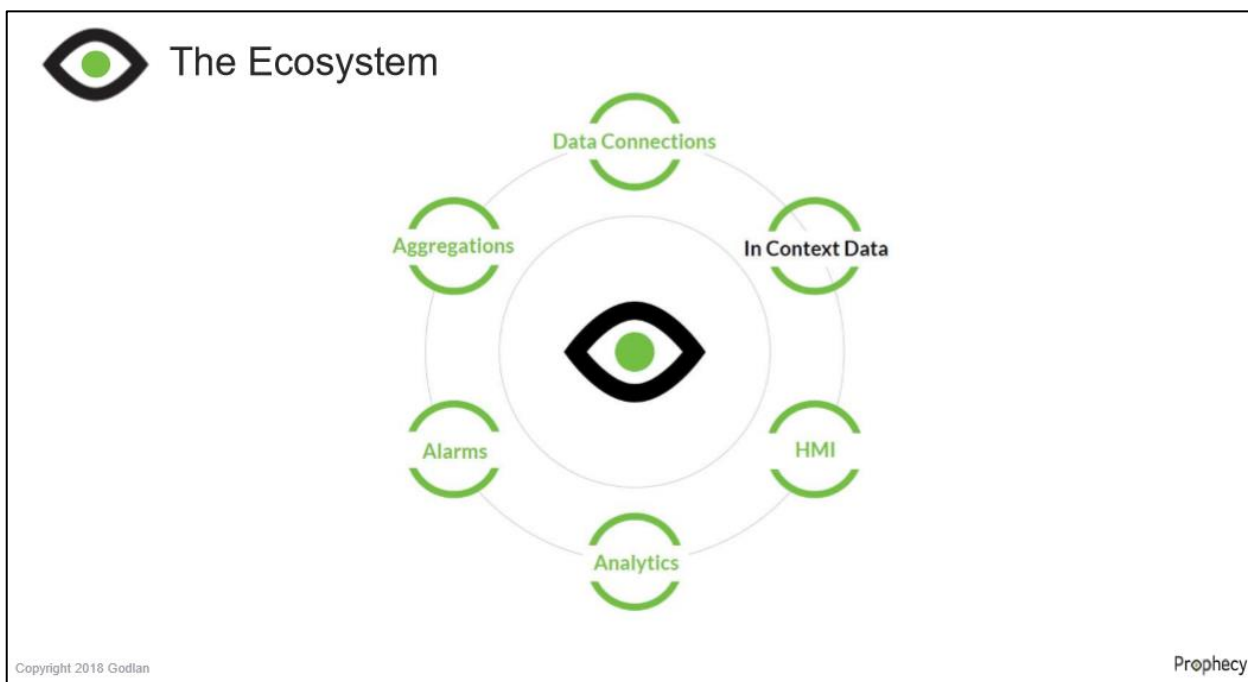 The Ecosystem
Data Connections
Aggregations
In Context Data
Alarms
HMI
Analytics
Copyright 2018 Godlan
Prophecy